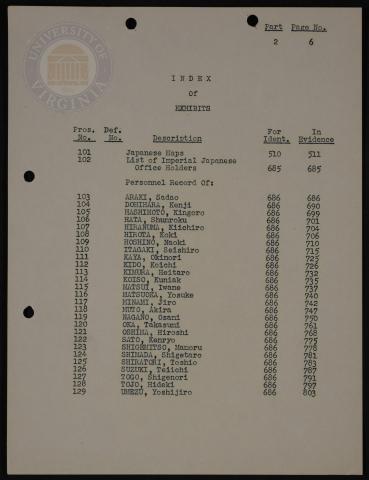 Part Page No.
2 6
UNIVERSITY OF VIRGINIA
INDEX
Of
EXHIBITS
Pros. Def. For In
No. No. Description Ident. Evidence
101 Japanese Maps 510 511
102 List of Imperial Japanese
Office Holders 685 685
Personnel Record Of:
103 ARAKI, Sadao 686 686
104 DOHIHARA, Kenji 686 690
105 HASHIMOTO, Kingoro 686 699
106 HATA, Shunroku 686 701
107 HIRANUMA, Kiichiro 686 704
108 HIROTA, Koki 686 706
109 HOSHINO, Naoki 686 710
110 ITAGAKI, Seishiro 686 715
111 KAYA, Okinori 686 725
112 KIDO, Koichi 686 726
113 KIMURA, Heitaro 686 732
114 KOISO, Kuniak 686 735
115 MATSUI, Iwane 686 737
116 MATSUOKA, Yosuke 686 740
117 MINAMI, Jiro 686 742
118 MUTO, Akira 686 747
119 NAGANO, Osami 686 750
120 OKA, Takasumi 686 761
121 OSHIMA, Hiroshi 686 768
122 SATO, Kenryo 686 775
123 SHIGEMITSU, Mamoru 686 778
124 SHIMADA, Shigetaro 686 781
125 SHIRATORI, Toshio 686 783
126 SUZUKI, Teiichi 686 787
127 TOGO, Shigenori 686 791
128 TOJO, Hideki 686 797
129 UMEZU, Yoshijiro 686 803